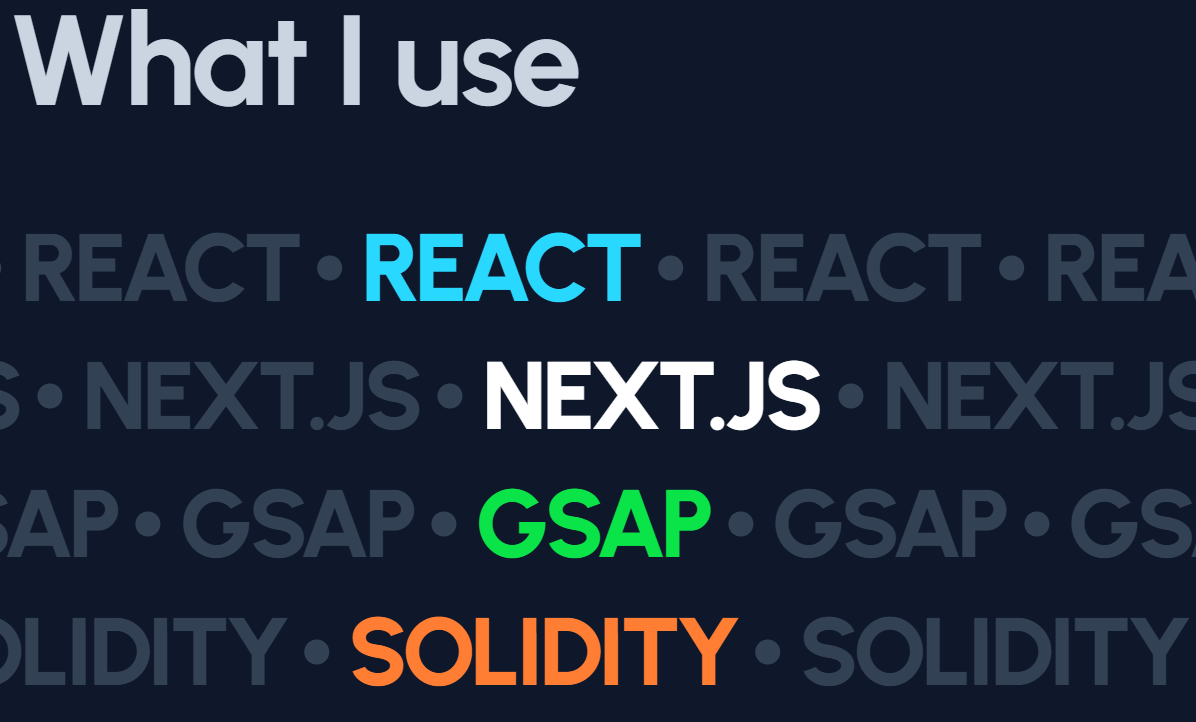 What I use
• REACT • REACT • REACT • REA
S • NEXT.JS • NEXT.JS • NEXT.JS
SAP • GSAP • GSAP • GSAP • GS
OLIDITY • SOLIDITY • SOLIDITY